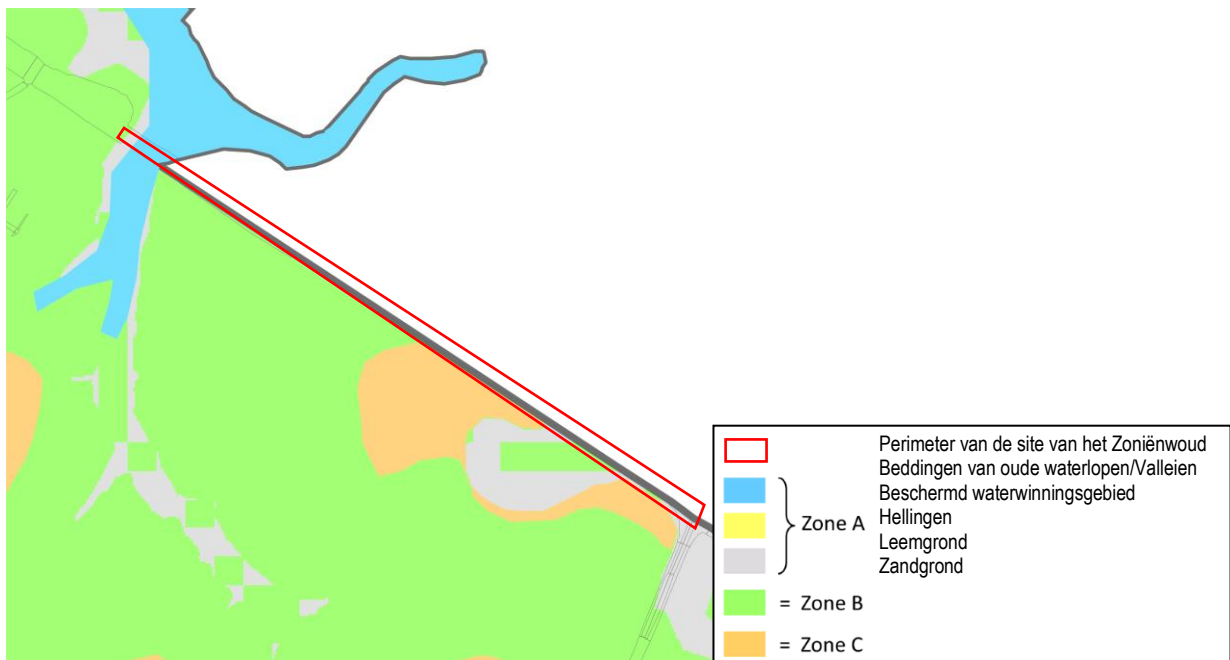 Perimeter van de site van het Zoniënwoud
Beddingen van oude waterlopen/Valleien
Beschermd waterwinningsgebied
Zone A
Hellingen
Leemgrond
Zandgrond
= Zone B
= Zone C